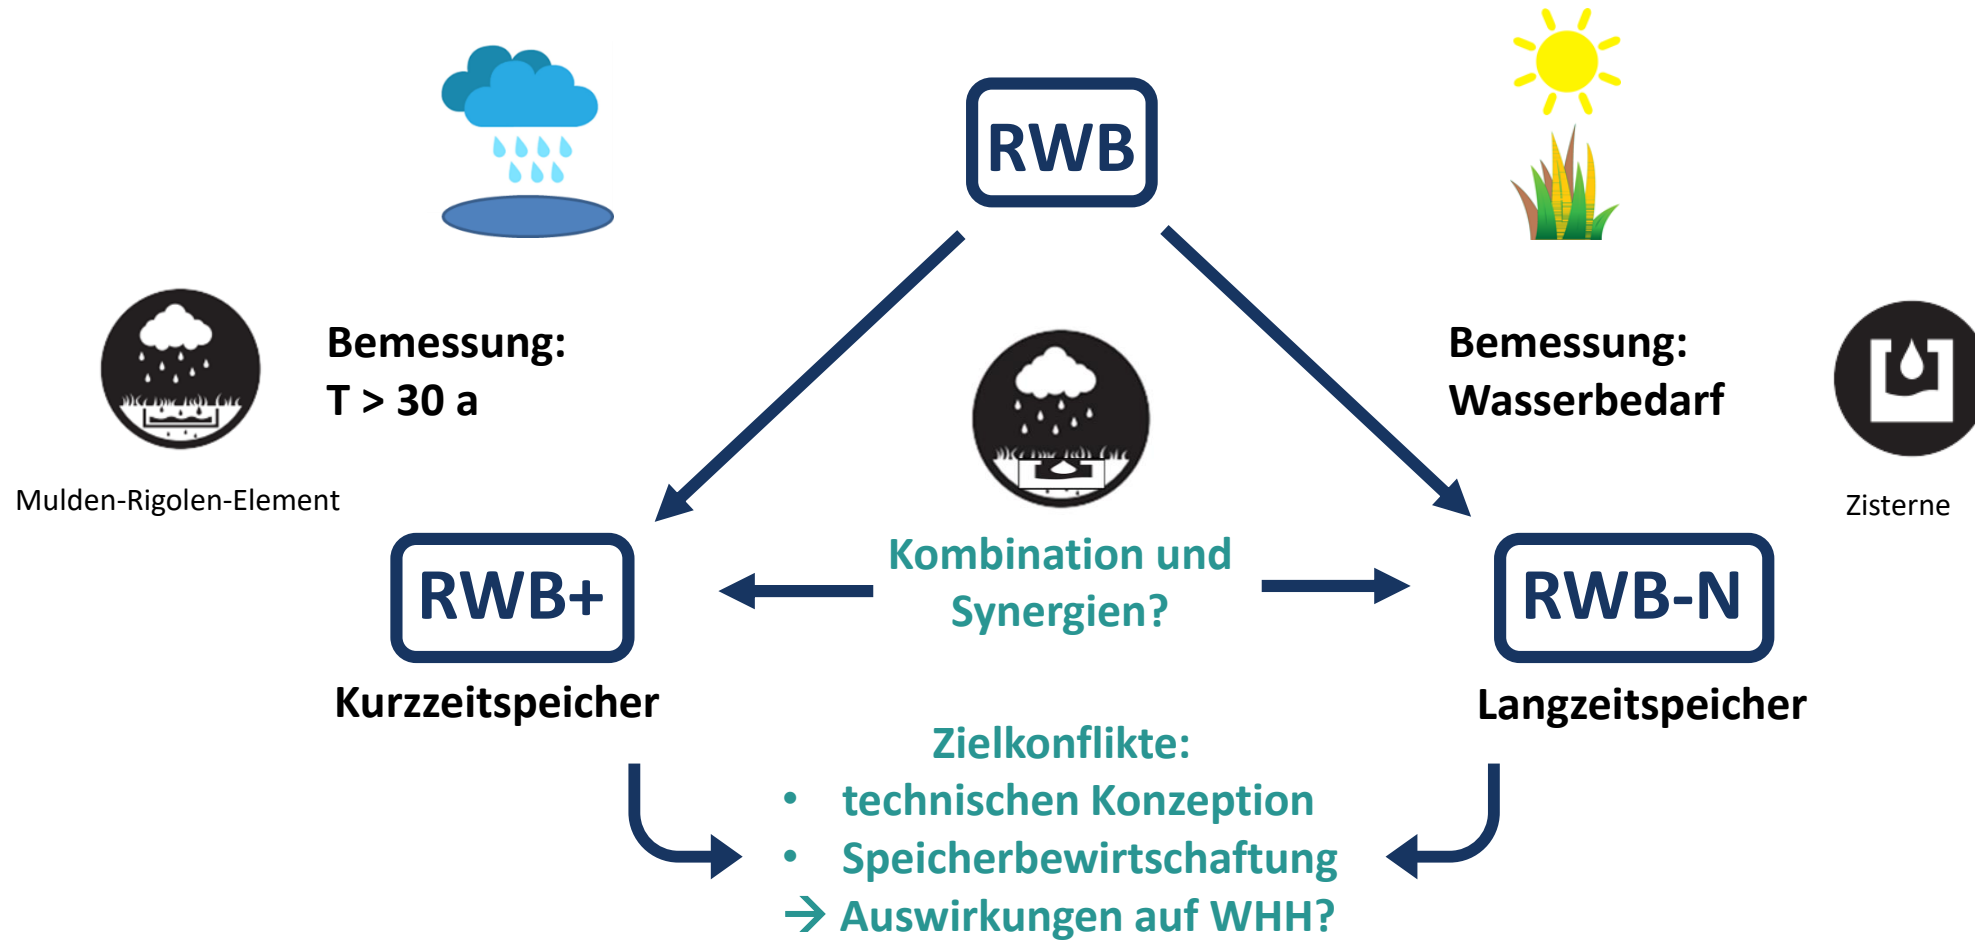 RWB
Bemessung:
T > 30 a
Mulden-Rigolen-Element
Bemessung:
Wasserbedarf
Zisterne
RWB+
Kurzzeitspeicher
Kombination und
Synergien?
RWB-N
Langzeitspeicher
Zielkonflikte:
• technischen Konzeption
• Speicherbewirtschaftung
→ Auswirkungen auf WHH?